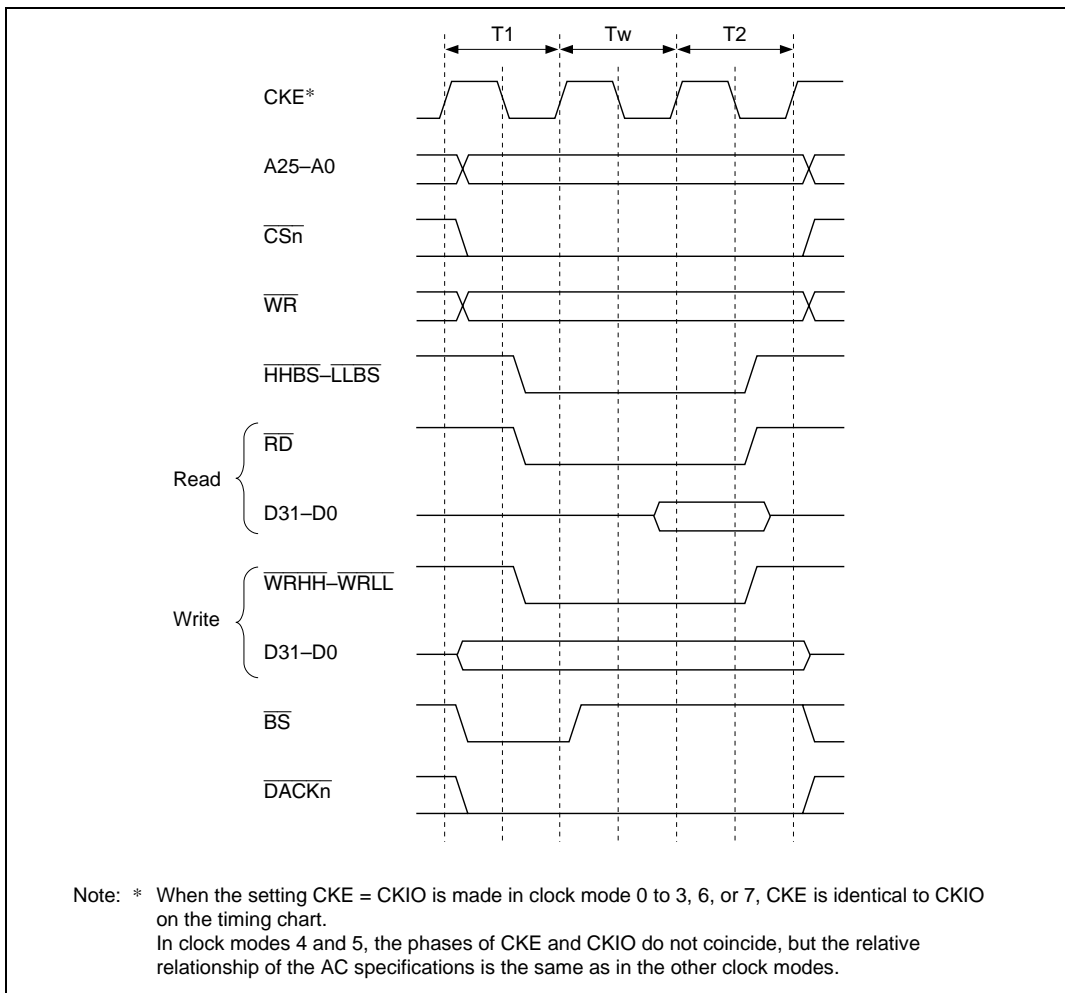 T1 Tw T2
CKE*
A25–A0
CSn
WR
HHBS–LLBS
RD
Read
D31–D0
WRHH–WRLL
Write
D31–D0
BS
DACKn
Note: * When the setting CKE = CKIO is made in clock mode 0 to 3, 6, or 7, CKE is identical to CKIO
on the timing chart.
In clock modes 4 and 5, the phases of CKE and CKIO do not coincide, but the relative
relationship of the AC specifications is the same as in the other clock modes.